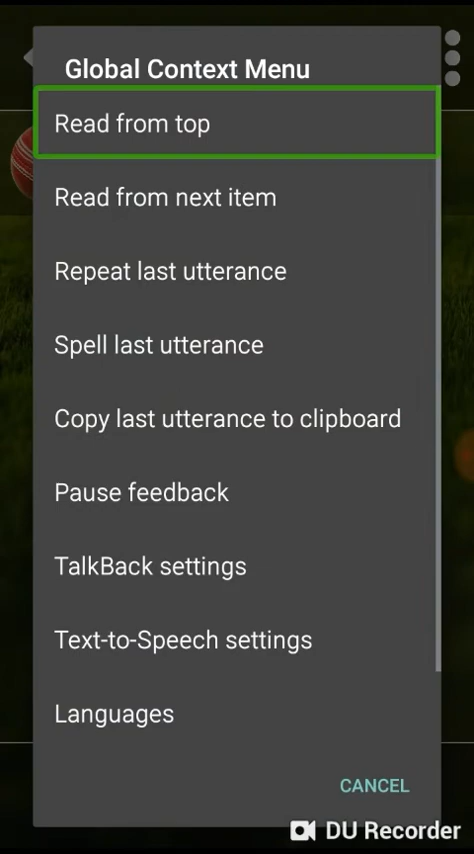 Global Context Menu
Read from top
Read from next item
Repeat last utterance
Spell last utterance
Copy last utterance to clipboard
Pause feedback
TalkBack settings
Text-to-Speech settings
Languages
CANCEL
DU Recorder